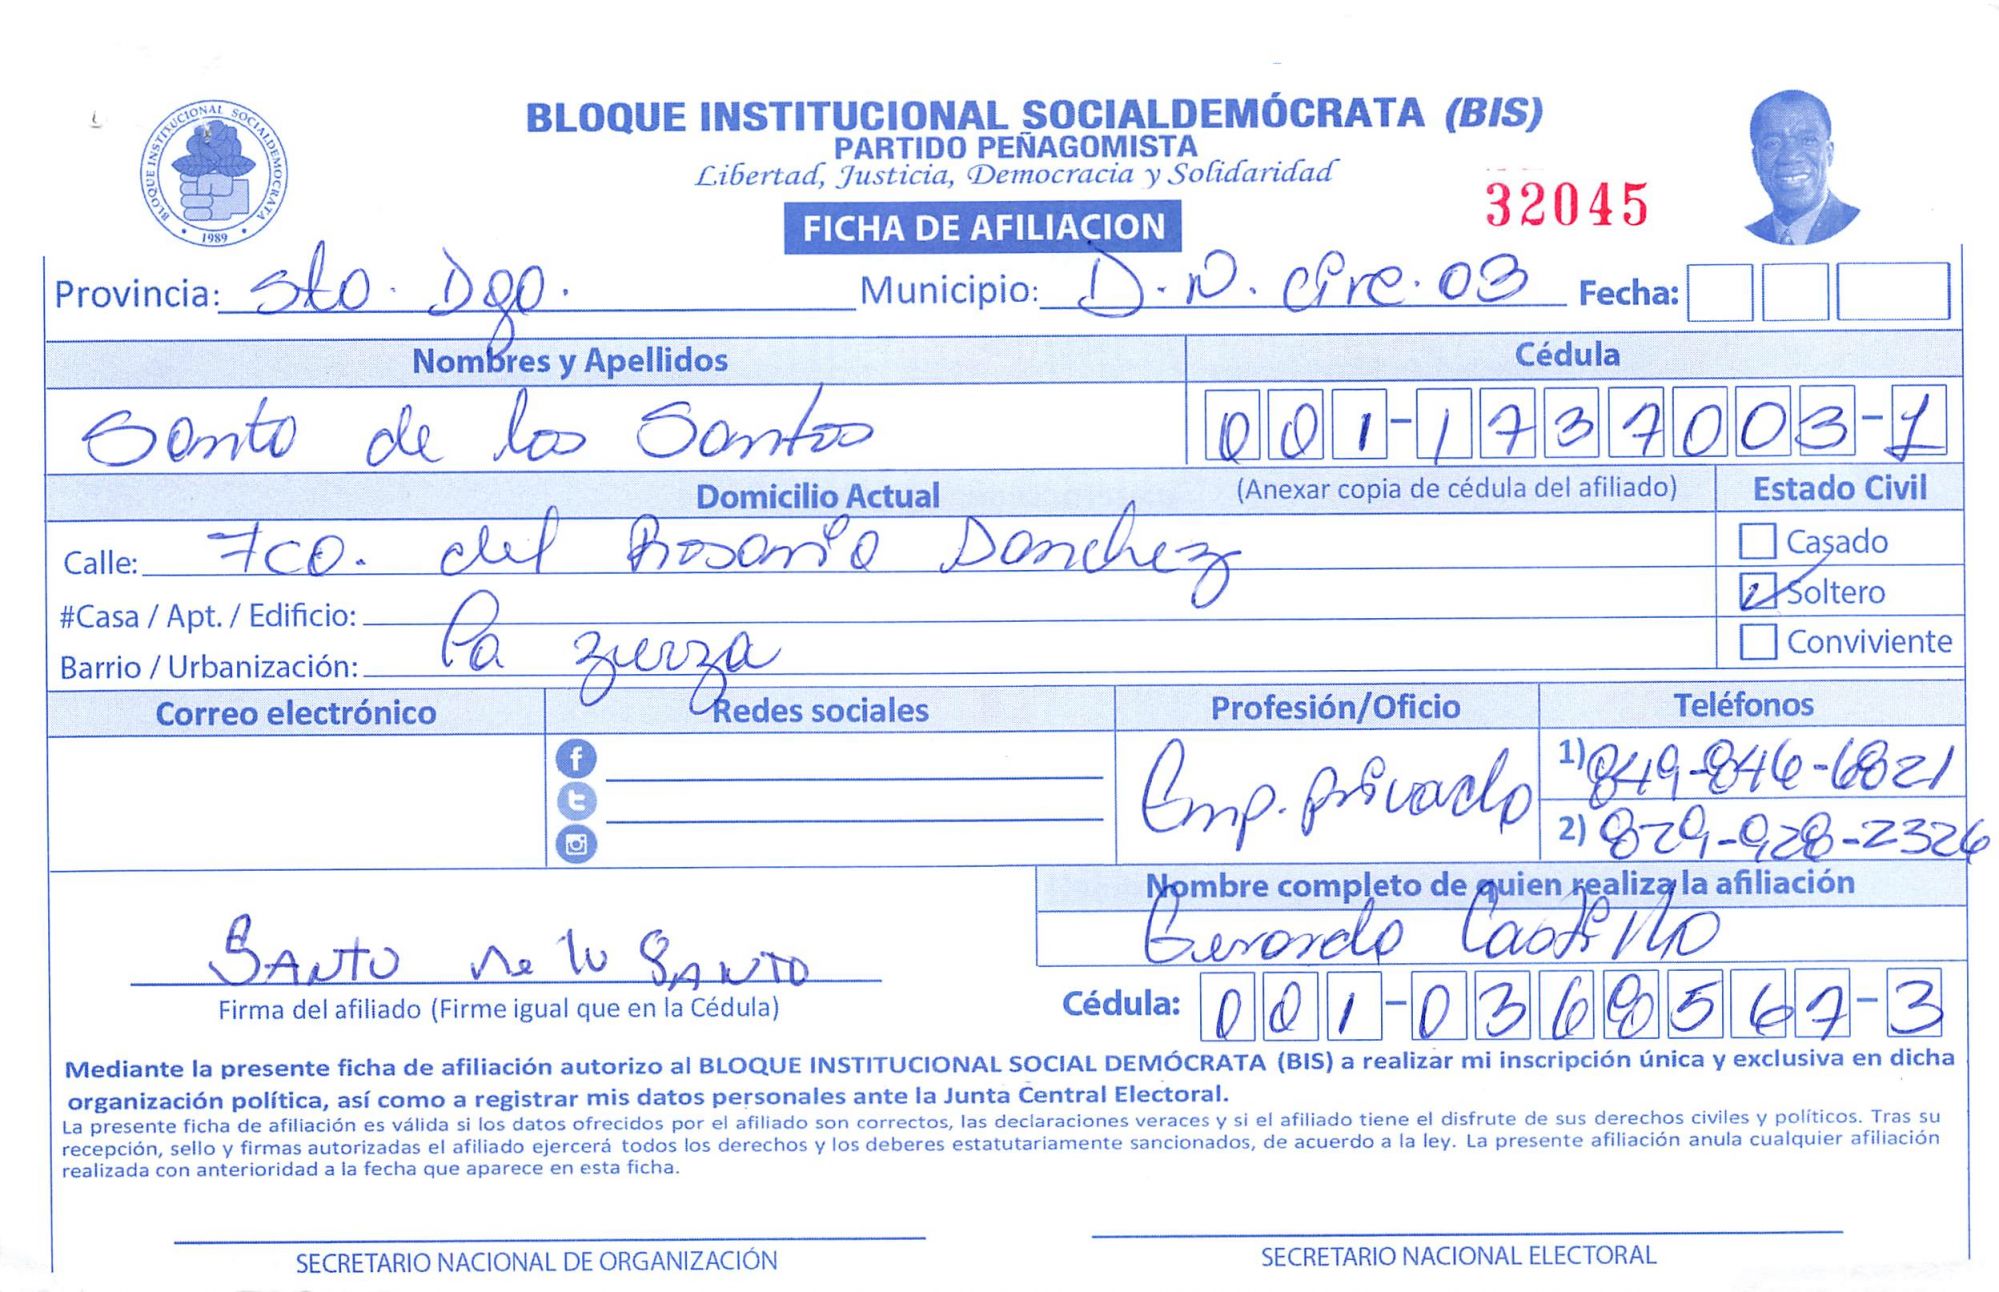 BLOQUE INSTITUCIONAL SOCIALDEMOCRATA
1989
BLOQUE INSTITUCIONAL SOCIALDEMÓCRATA (BIS)
PARTIDO PEÑAGOMISTA
Libertad, Justicia, Democracia y Solidaridad
32045
FICHA DE AFILIACION
Provincia: Sto. Dgo. Municipio: D.N. Circ. 03 Fecha:
Nombres y Apellidos Cédula
Santo de los Santos 001-1737003-1
Domicilio Actual (Anexar copia de cédula del afiliado) Estado Civil
Calle: Fco. del Rosario Sanchez Casado
#Casa / Apt. / Edificio: Soltero
Barrio / Urbanización: La zurza Conviviente
Correo electrónico Redes sociales Profesión/Oficio Teléfonos
Emp. privado 1) 849-846-6821
2) 829-928-2326
Nombre completo de quien realiza la afiliación
Gerardo Castillo
SANTO de lo SANTO
Firma del afiliado (Firme igual que en la Cédula) Cédula: 001-0368567-3
Mediante la presente ficha de afiliación autorizo al BLOQUE INSTITUCIONAL SOCIAL DEMÓCRATA (BIS) a realizar mi inscripción única y exclusiva en dicha
organización política, así como a registrar mis datos personales ante la Junta Central Electoral.
La presente ficha de afiliación es válida si los datos ofrecidos por el afiliado son correctos, las declaraciones veraces y si el afiliado tiene el disfrute de sus derechos civiles y políticos. Tras su
recepción, sello y firmas autorizadas el afiliado ejercerá todos los derechos y los deberes estatutariamente sancionados, de acuerdo a la ley. La presente afiliación anula cualquier afiliación
realizada con anterioridad a la fecha que aparece en esta ficha.
SECRETARIO NACIONAL DE ORGANIZACIÓN SECRETARIO NACIONAL ELECTORAL